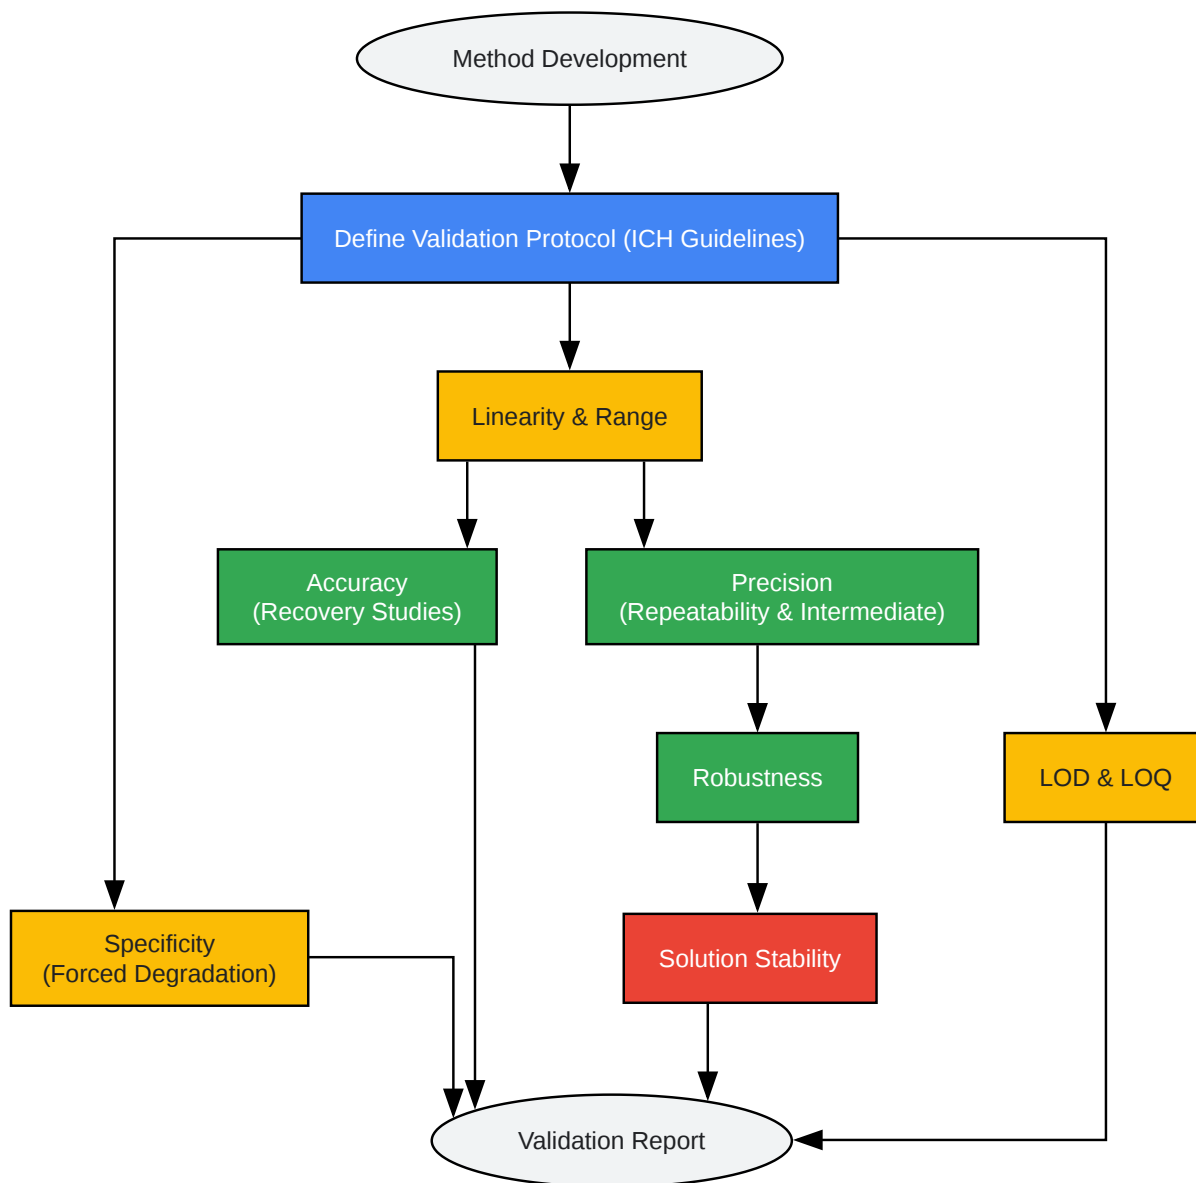 Method Development
Define Validation Protocol (ICH Guidelines)
Linearity & Range
Accuracy
(Recovery Studies)
Precision
(Repeatability & Intermediate)
Robustness
LOD & LOQ
Specificity
(Forced Degradation)
Solution Stability
Validation Report